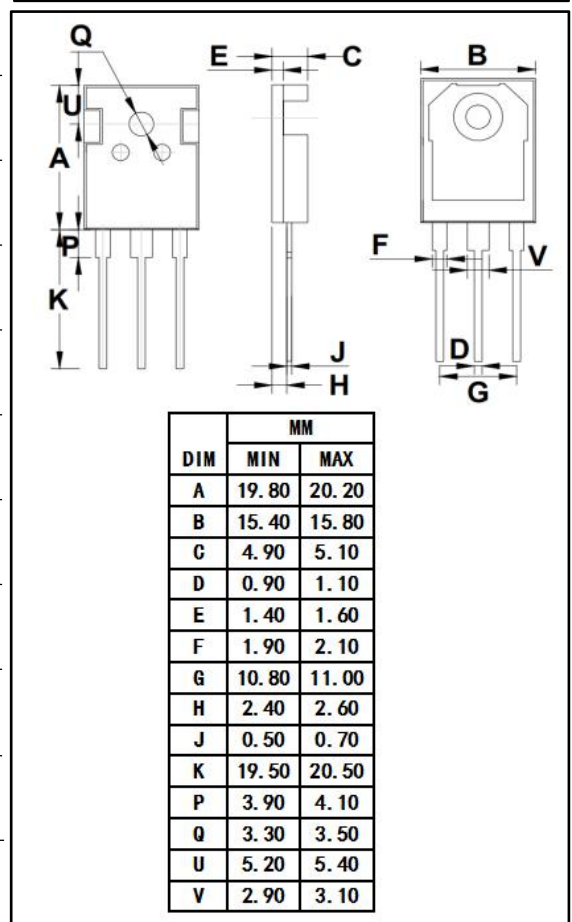 Q
E C B
U
A
P
K
F V
J
H
D
G
MM
DIM MIN MAX
A 19.80 20.20
B 15.40 15.80
C 4.90 5.10
D 0.90 1.10
E 1.40 1.60
F 1.90 2.10
G 10.80 11.00
H 2.40 2.60
J 0.50 0.70
K 19.50 20.50
P 3.90 4.10
Q 3.30 3.50
U 5.20 5.40
V 2.90 3.10